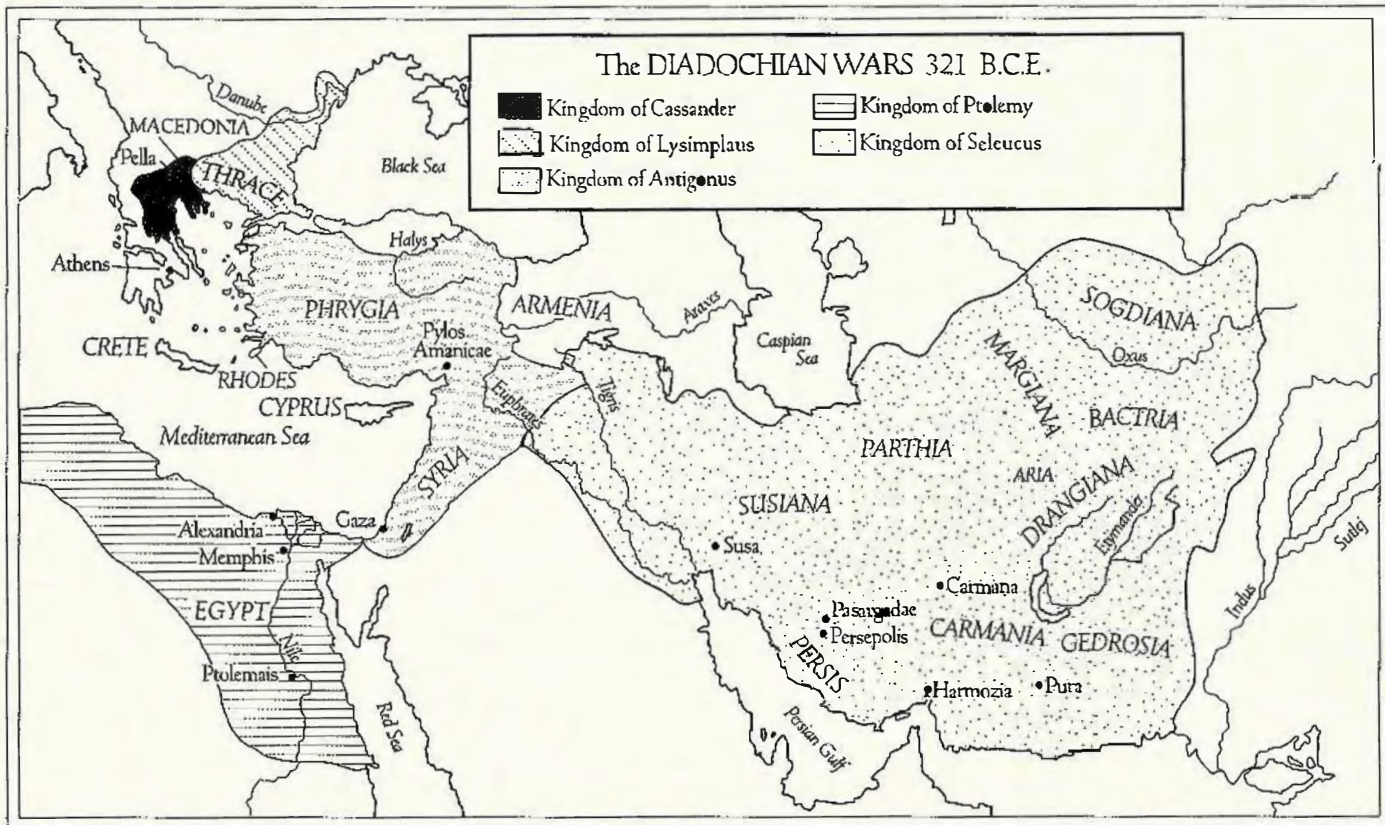 The DIADOCHIAN WARS 321 B.C.E.
Kingdom of Cassander
Kingdom of Ptolemy
Kingdom of Lysimplaus
Kingdom of Seleucus
Kingdom of Antigonus
Danube
MACEDONIA
Pella
THRACE
Black Sea
Halys
Athens
PHRYGIA
ARMENIA
Araxes
Caspian
Sea
SOGDIANA
Oxus
MARGIANA
BACTRIA
Pylos
Amanicae
CRETE
RHODES
CYPRUS
Euphrates
Tigris
Mediterranean Sea
PARTHIA
ARIA
SYRIA
SUSIANA
DRANGIANA
Etymander
Alexandria
Gaza
Memphis
Susa
Sutlej
Indus
Carmana
EGYPT
Pasargadae
Persepolis
CARMANIA
GEDROSIA
Nile
PERSIS
Ptolemais
Harmozia
Pura
Red Sea
Persian Gulf